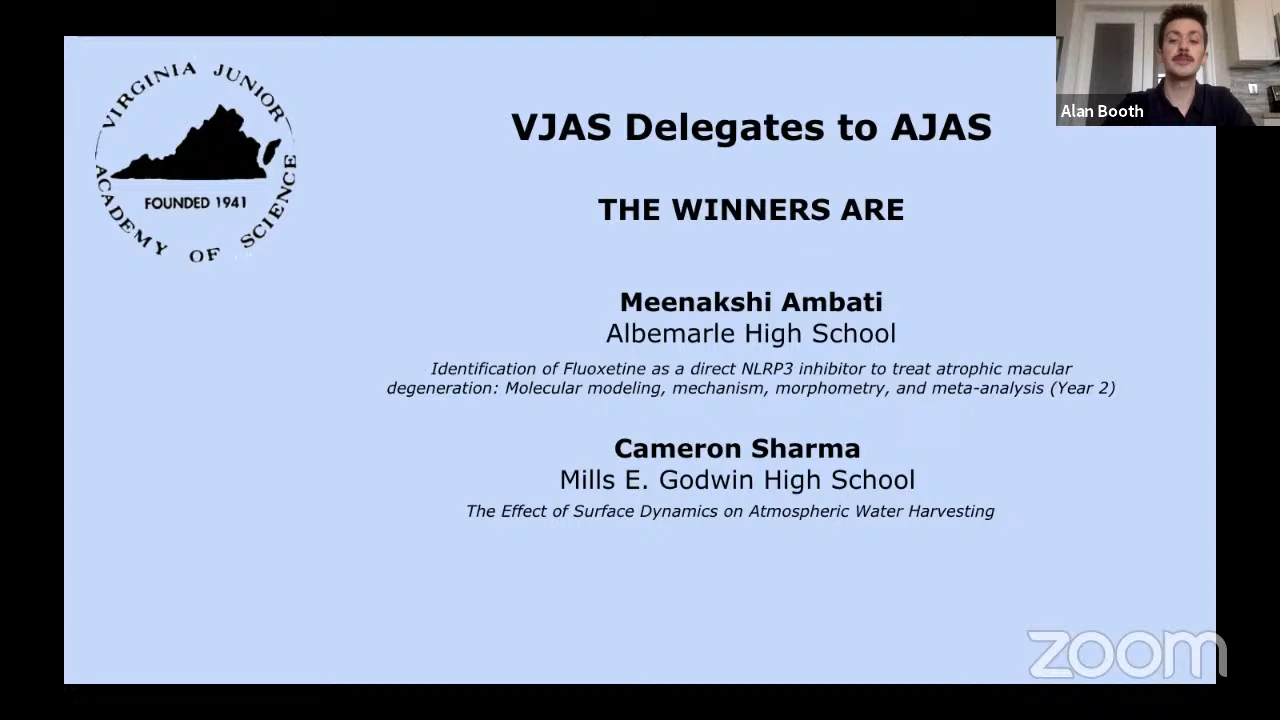 VIRGINIA JUNIOR
ACADEMY OF SCIENCE
FOUNDED 1941
VJAS Delegates to AJAS
THE WINNERS ARE
Meenakshi Ambati
Albemarle High School
Identification of Fluoxetine as a direct NLRP3 inhibitor to treat atrophic macular
degeneration: Molecular modeling, mechanism, morphometry, and meta-analysis (Year 2)
Cameron Sharma
Mills E. Godwin High School
The Effect of Surface Dynamics on Atmospheric Water Harvesting
Alan Booth
zoom